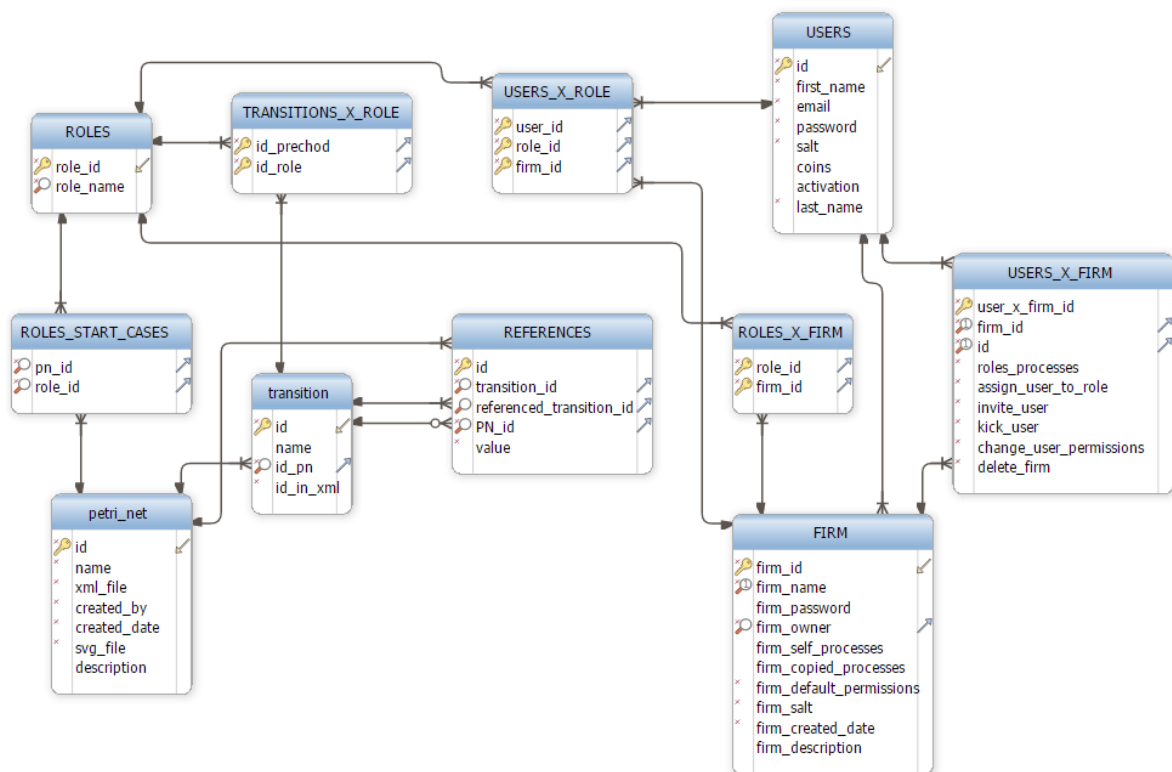 USERS
id
first_name
email
password
salt
coins
activation
last_name
USERS_X_ROLE
user_id
role_id
firm_id
TRANSITIONS_X_ROLE
id_prechod
id_role
ROLES
role_id
role_name
USERS_X_FIRM
user_x_firm_id
firm_id
id
roles_processes
assign_user_to_role
invite_user
kick_user
change_user_permissions
delete_firm
ROLES_START_CASES
pn_id
role_id
REFERENCES
id
transition_id
referenced_transition_id
PN_id
value
ROLES_X_FIRM
role_id
firm_id
transition
id
name
id_pn
id_in_xml
petri_net
id
name
xml_file
created_by
created_date
svg_file
description
FIRM
firm_id
firm_name
firm_password
firm_owner
firm_self_processes
firm_copied_processes
firm_default_permissions
firm_salt
firm_created_date
firm_description